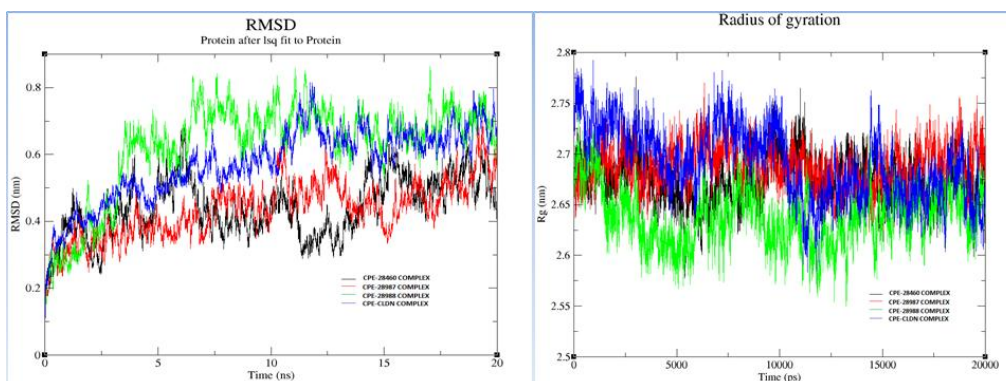 RMSD
Protein after lsq fit to Protein
0.8
0.6
0.4
0.2
0
RMSD (nm)
CPE-28460 COMPLEX
CPE-28987 COMPLEX
CPE-28988 COMPLEX
CPE-CLDN COMPLEX
0 5 10 15 20
Time (ns)
Radius of gyration
2.8
2.75
2.7
2.65
2.6
2.55
2.5
Rg (nm)
CPE-28460 COMPLEX
CPE-28987 COMPLEX
CPE-28988 COMPLEX
CPE-CLDN COMPLEX
0 5000 10000 15000 20000
Time (ps)